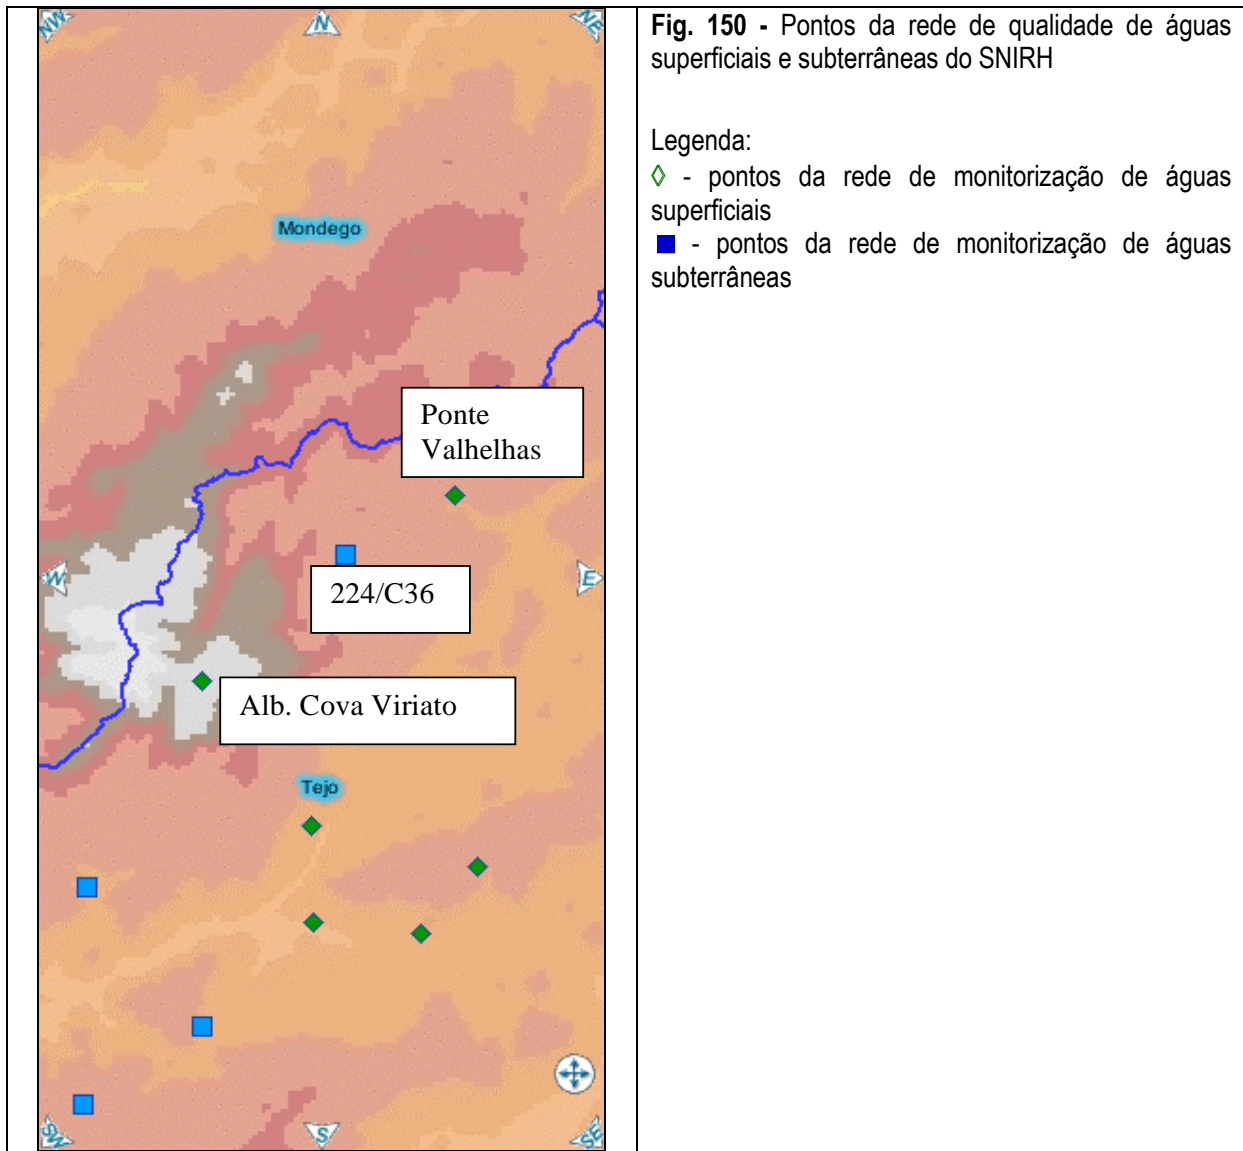 NW
N
NE
Mondego
Ponte
Valhelhas
W
E
224/C36
Alb. Cova Viriato
Tejo
SW
S
SE
Fig. 150 - Pontos da rede de qualidade de águas
superficiais e subterrâneas do SNIRH
Legenda:
◊ - pontos da rede de monitorização de águas
superficiais
■ - pontos da rede de monitorização de águas
subterrâneas